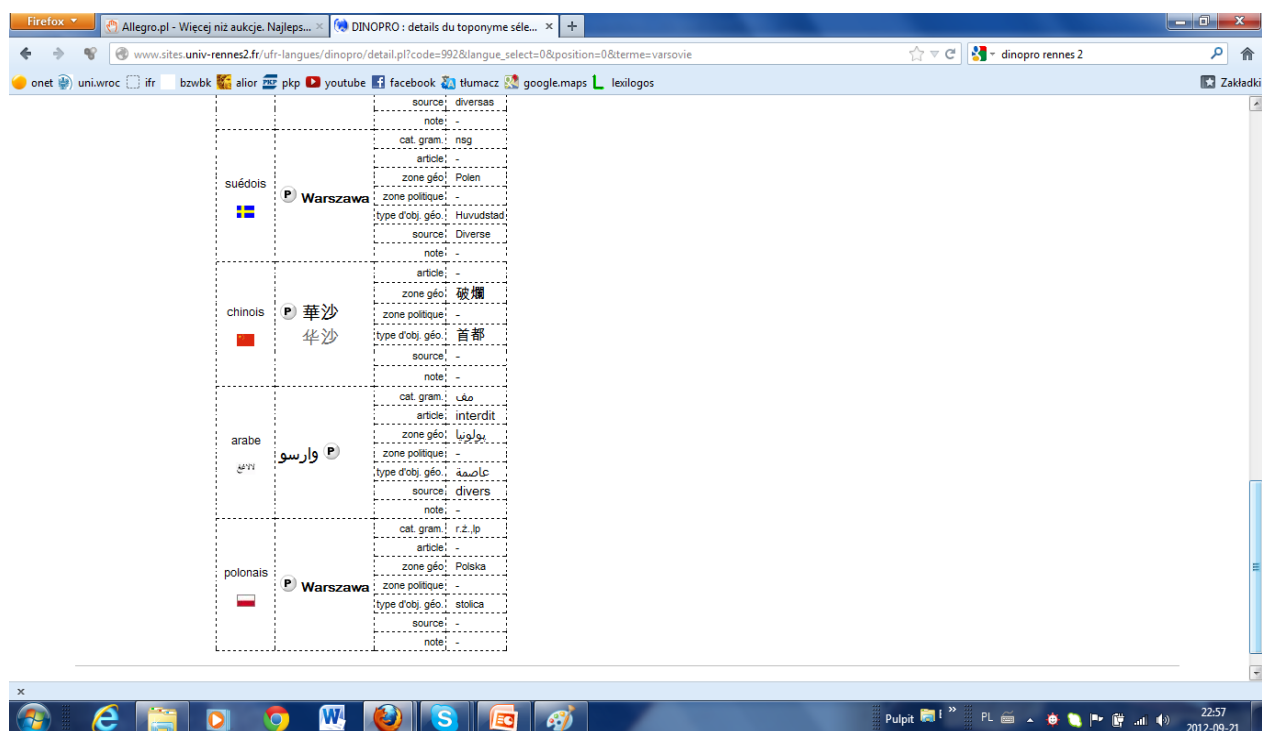 Firefox
Allegro.pl - Więcej niż aukcje. Najleps...
DINOPRO : details du toponyme séle...
www.sites.univ-rennes2.fr/ufr-langues/dinopro/detail.pl?code=992&langue_select=0&position=0&terme=varsovie
dinopro rennes 2
onet uni.wroc ifr bzwbk alior pkp youtube facebook tłumacz google.maps lexilogos Zakładki
source diversas
note -
suédois
P Warszawa
cat. gram. nsg
article -
zone géo Polen
zone politique -
type d'obj. géo. Huvudstad
source Diverse
note -
chinois
P 華沙
华沙
article -
zone géo 破爛
zone politique -
type d'obj. géo. 首都
source -
note -
arabe
وارسو P
cat. gram. مف
article interdit
zone géo بولونيا
zone politique -
type d'obj. géo. عاصمة
source divers
note -
polonais
P Warszawa
cat. gram. r.ż.,lp
article -
zone géo Polska
zone politique -
type d'obj. géo. stolica
source -
note -
x
Pulpit
PL
22:57
2012-09-21